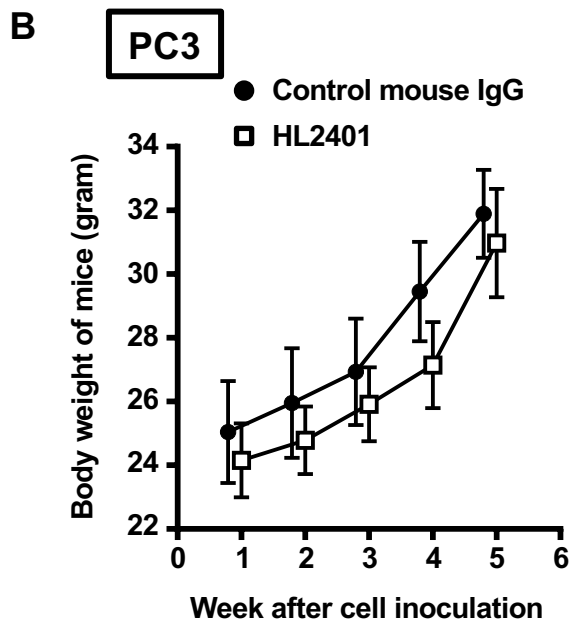 B
PC3
Control mouse IgG
HL2401
Body weight of mice (gram)
34
32
30
28
26
24
22
0 1 2 3 4 5 6
Week after cell inoculation